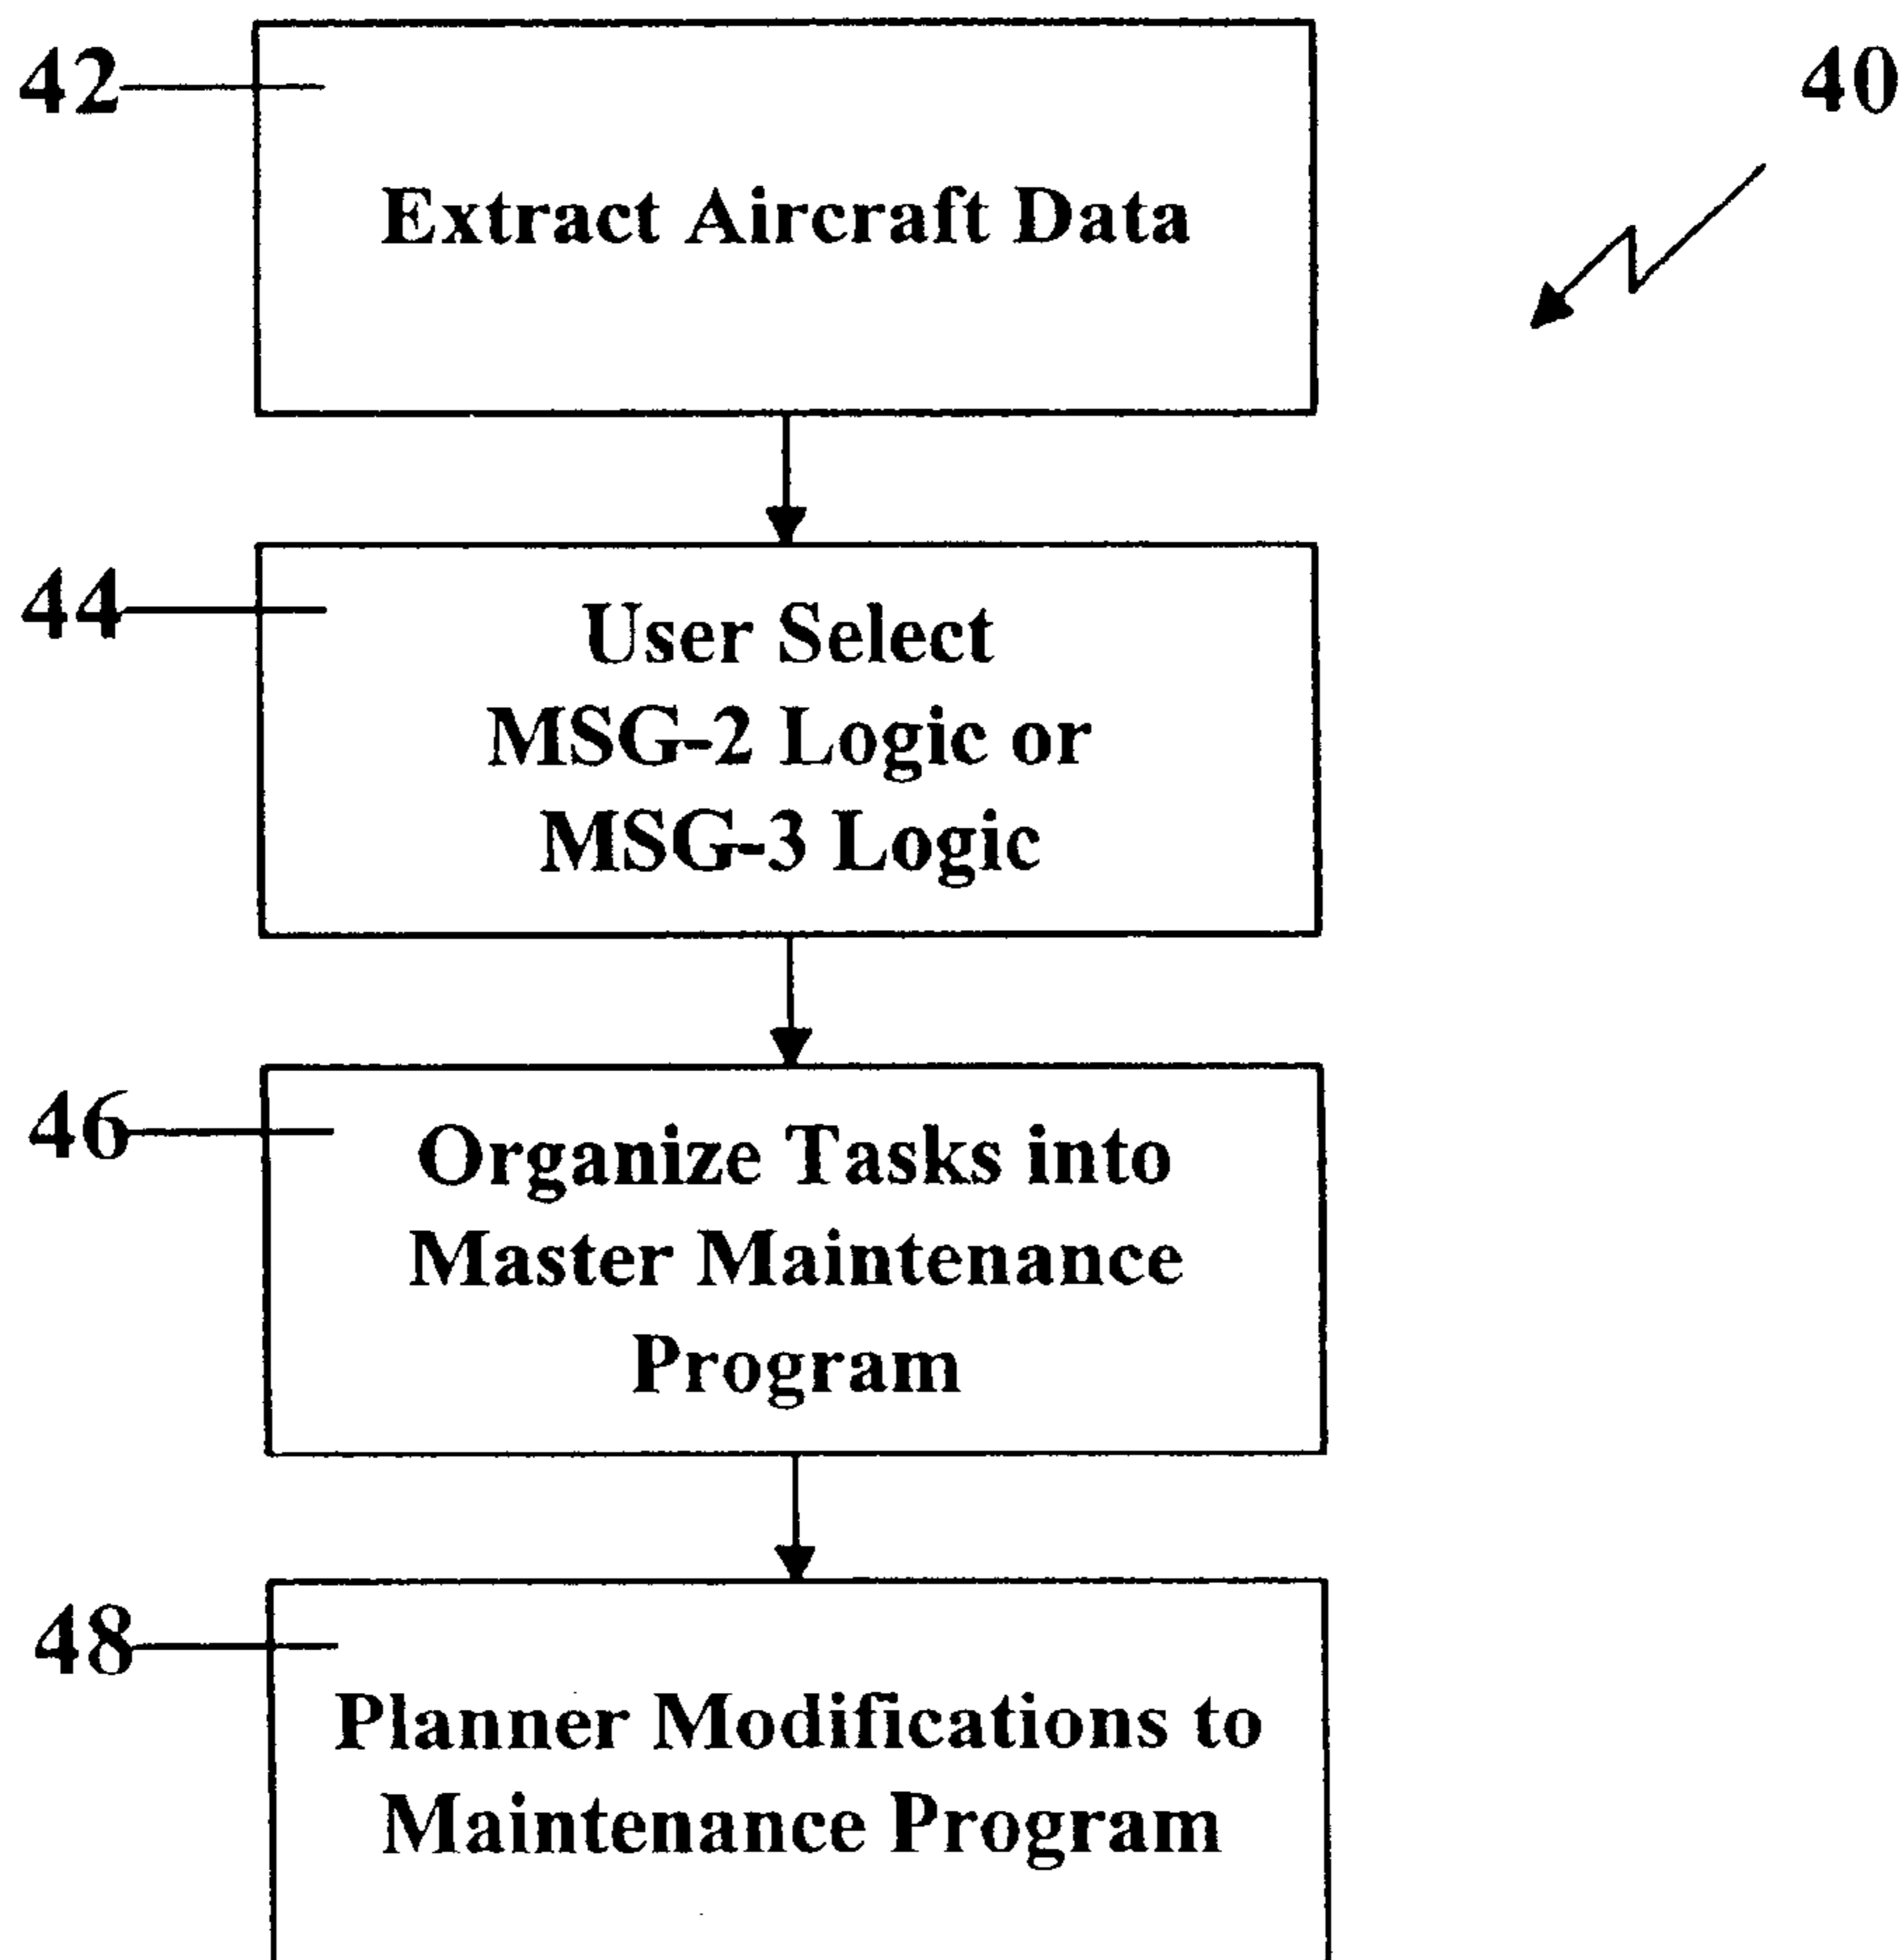 42
40
Extract Aircraft Data
44
User Select
MSG-2 Logic or
MSG-3 Logic
46
Organize Tasks into
Master Maintenance
Program
48
Planner Modifications to
Maintenance Program